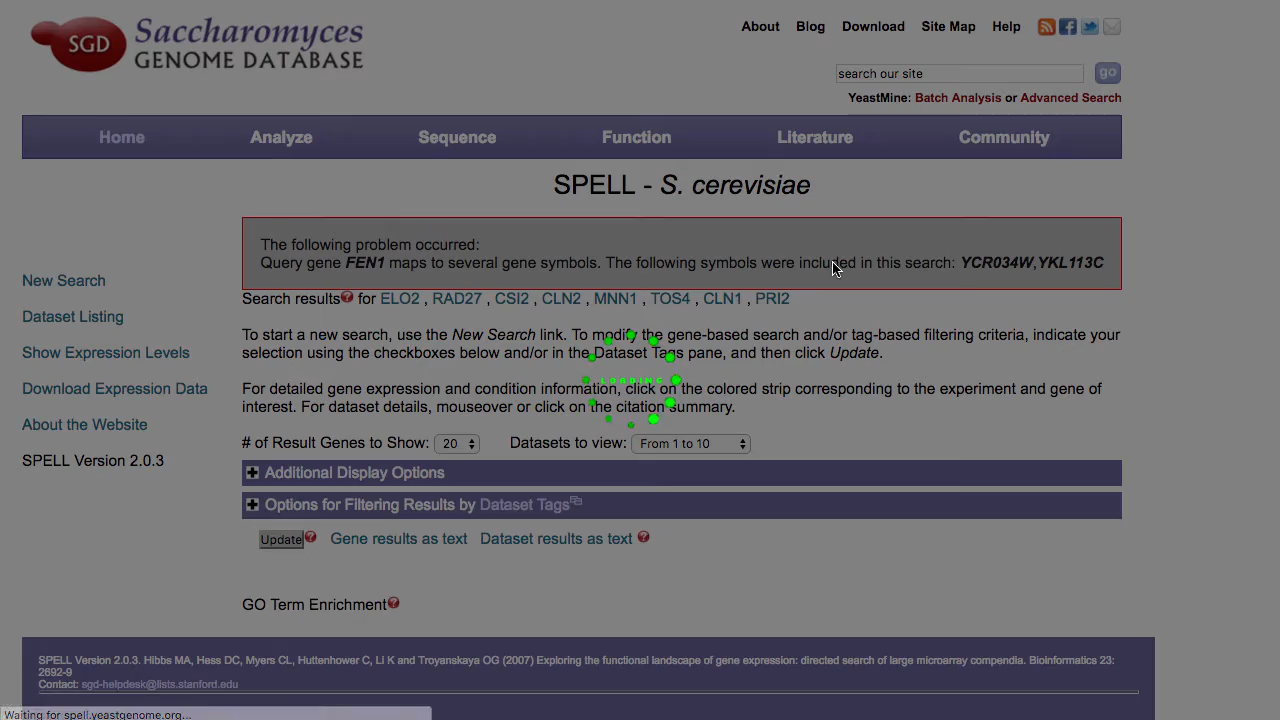 SGD Saccharomyces
GENOME DATABASE
About Blog Download Site Map Help
search our site go
YeastMine: Batch Analysis or Advanced Search
Home Analyze Sequence Function Literature Community
SPELL - S. cerevisiae
The following problem occurred:
Query gene FEN1 maps to several gene symbols. The following symbols were included in this search: YCR034W,YKL113C
New Search
Dataset Listing
Show Expression Levels
Download Expression Data
About the Website
SPELL Version 2.0.3
Search results? for ELO2 , RAD27 , CSI2 , CLN2 , MNN1 , TOS4 , CLN1 , PRI2
To start a new search, use the New Search link. To modify the gene-based search and/or tag-based filtering criteria, indicate your
selection using the checkboxes below and/or in the Dataset Tags pane, and then click Update.
LOADING
For detailed gene expression and condition information, click on the colored strip corresponding to the experiment and gene of
interest. For dataset details, mouseover or click on the citation summary.
# of Result Genes to Show: 20 Datasets to view: From 1 to 10
Additional Display Options
Options for Filtering Results by Dataset Tags
Update ? Gene results as text Dataset results as text ?
GO Term Enrichment?
SPELL Version 2.0.3. Hibbs MA, Hess DC, Myers CL, Huttenhower C, Li K and Troyanskaya OG (2007) Exploring the functional landscape of gene expression: directed search of large microarray compendia. Bioinformatics 23:
2692-9
Contact: sgd-helpdesk@lists.stanford.edu
Waiting for spell.yeastgenome.org...